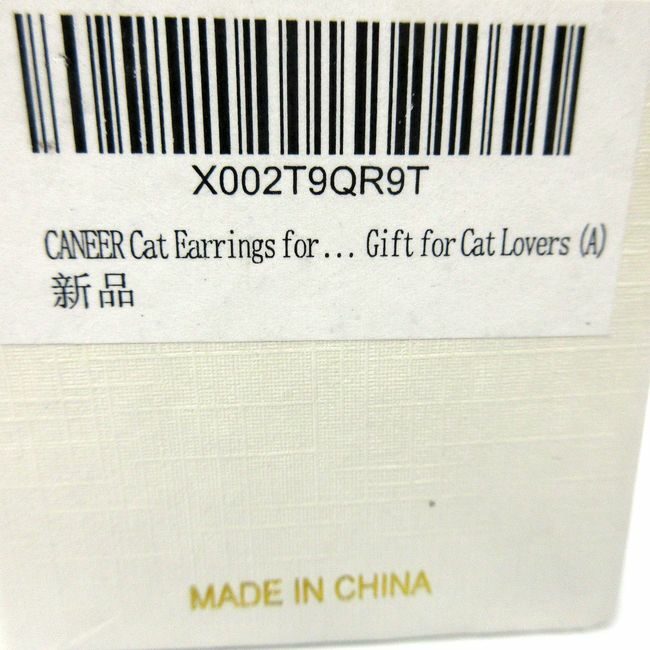 X002T9QR9T
CANEER Cat Earrings for... Gift for Cat Lovers (A)
新品
MADE IN CHINA